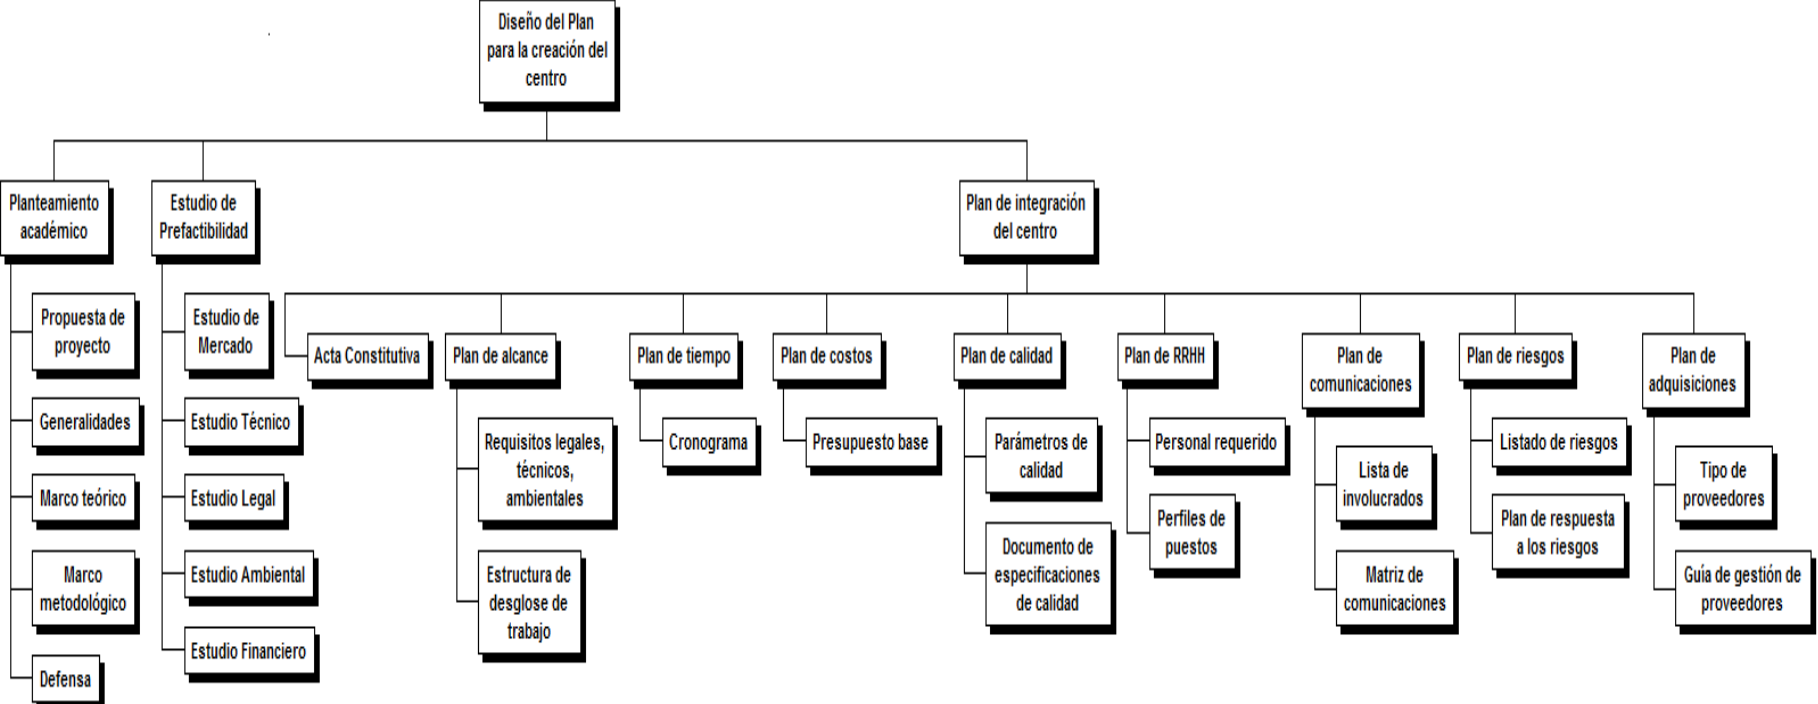 Diseño del Plan
para la creación del
centro
Planteamiento
académico
Estudio de
Prefactibilidad
Plan de integración
del centro
Propuesta de
proyecto
Generalidades
Marco teórico
Marco
metodológico
Defensa
Estudio de
Mercado
Estudio Técnico
Estudio Legal
Estudio Ambiental
Estudio Financiero
Acta Constitutiva
Plan de alcance
Requisitos legales,
técnicos,
ambientales
Estructura de
desglose de
trabajo
Plan de tiempo
Cronograma
Plan de costos
Presupuesto base
Plan de calidad
Parámetros de
calidad
Documento de
especificaciones
de calidad
Plan de RRHH
Personal requerido
Perfiles de
puestos
Plan de
comunicaciones
Lista de
involucrados
Matriz de
comunicaciones
Plan de riesgos
Listado de riesgos
Plan de respuesta
a los riesgos
Plan de
adquisiciones
Tipo de
proveedores
Guía de gestión de
proveedores